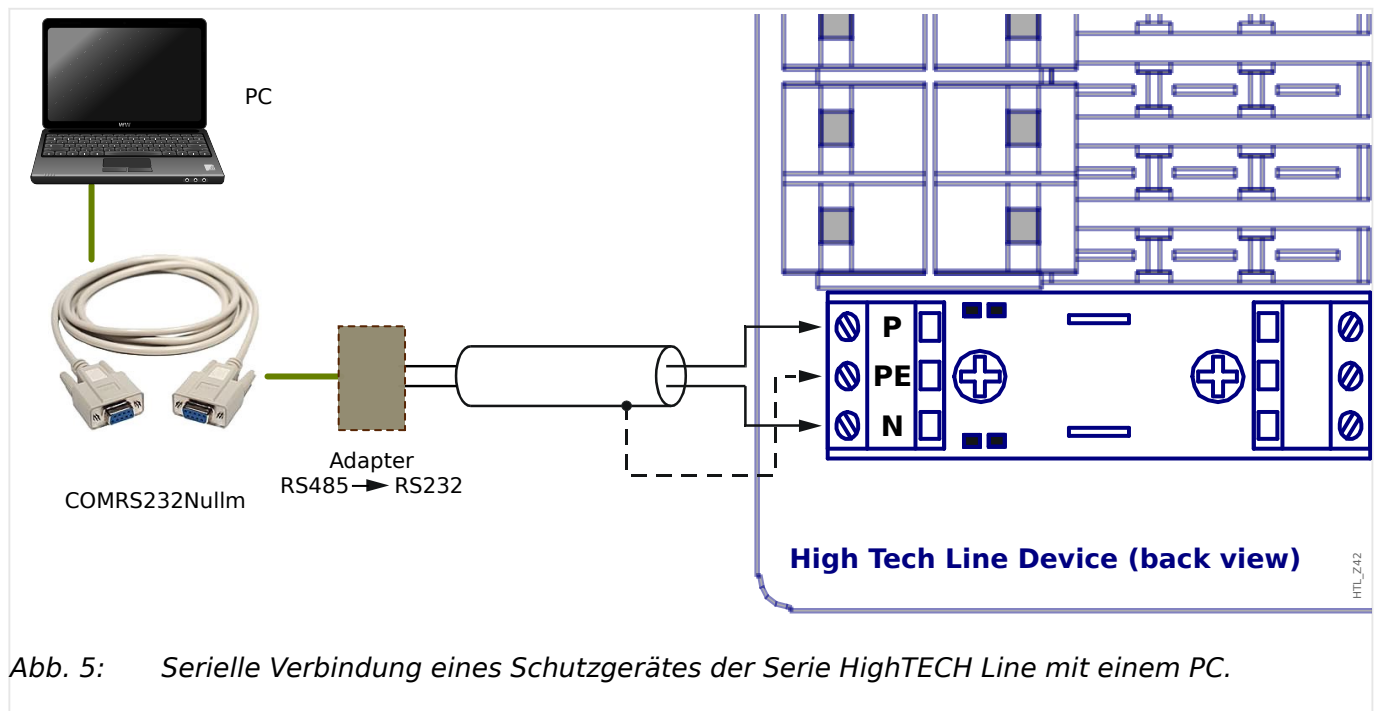 PC
COMRS232Nullm
Adapter
RS485 RS232
P
PE
N
High Tech Line Device (back view)
HTL_Z42
Abb. 5: Serielle Verbindung eines Schutzgerätes der Serie HighTECH Line mit einem PC.